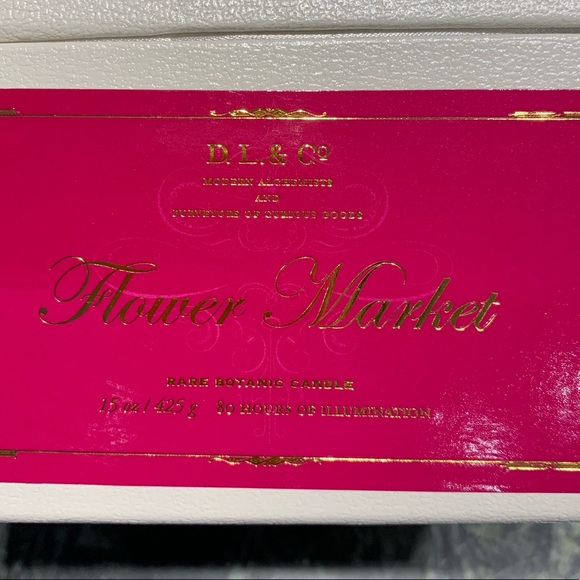 D. L. & Co
MODERN ALCHEMISTS
AND
PURVEYORS OF CURIOUS GOODS
Flower Market
RARE BOTANIC CANDLE
15 oz / 425 g 80 HOURS OF ILLUMINATION